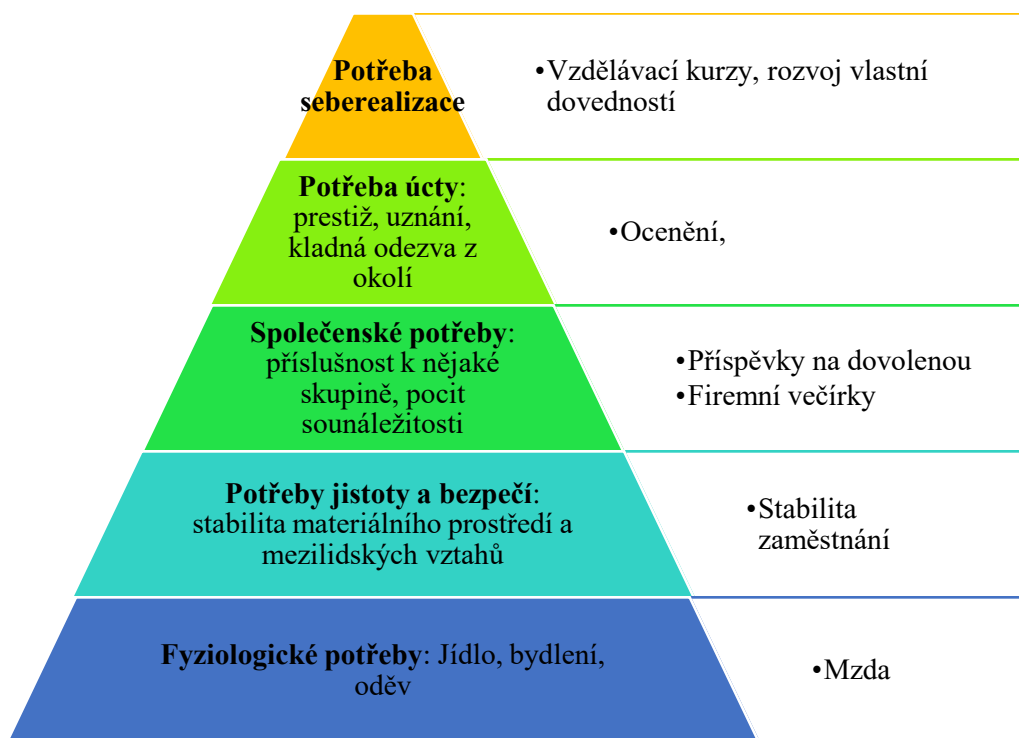 Potřeba
seberealizace
•Vzdělávací kurzy, rozvoj vlastní
dovedností
Potřeba úcty:
prestiž, uznání,
kladná odezva z
okolí
•Ocenění,
Společenské potřeby:
příslušnost k nějaké
skupině, pocit
sounáležitosti
•Příspěvky na dovolenou
•Firemní večírky
Potřeby jistoty a bezpečí:
stabilita materiálního prostředí a
mezilidských vztahů
•Stabilita
zaměstnání
Fyziologické potřeby: Jídlo, bydlení,
oděv
•Mzda